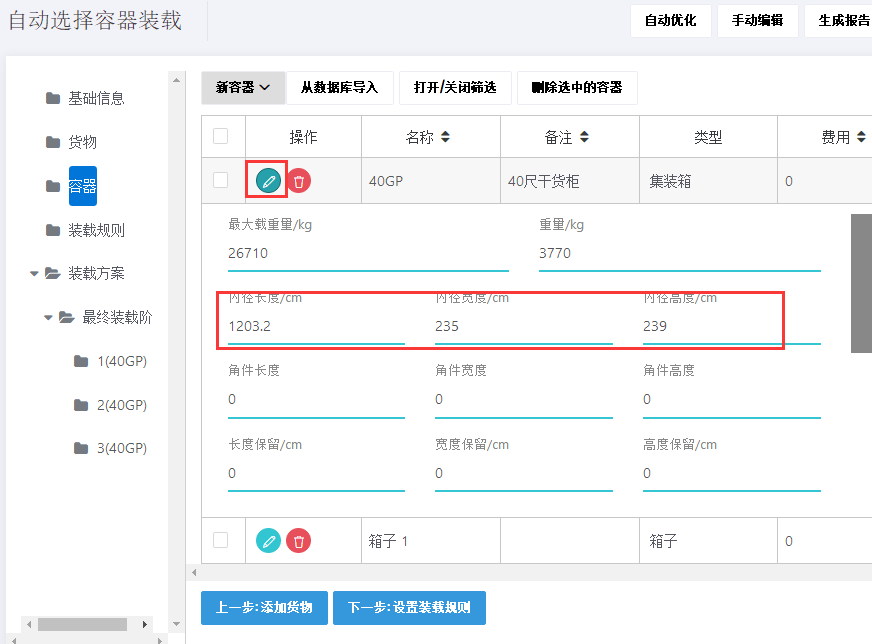 自动选择容器装载
自动优化 手动编辑 生成报告
基础信息
货物
容器
装载规则
装载方案
最终装载阶
1(40GP)
2(40GP)
3(40GP)
新容器 从数据库导入 打开/关闭筛选 删除选中的容器
操作 名称 备注 类型 费用
40GP 40尺干货柜 集装箱 0
最大载重量/kg 重量/kg
26710 3770
内径长度/cm 内径宽度/cm 内径高度/cm
1203.2 235 239
角件长度 角件宽度 角件高度
0 0 0
长度保留/cm 宽度保留/cm 高度保留/cm
0 0 0
箱子 1 箱子 0
上一步:添加货物 下一步:设置装载规则